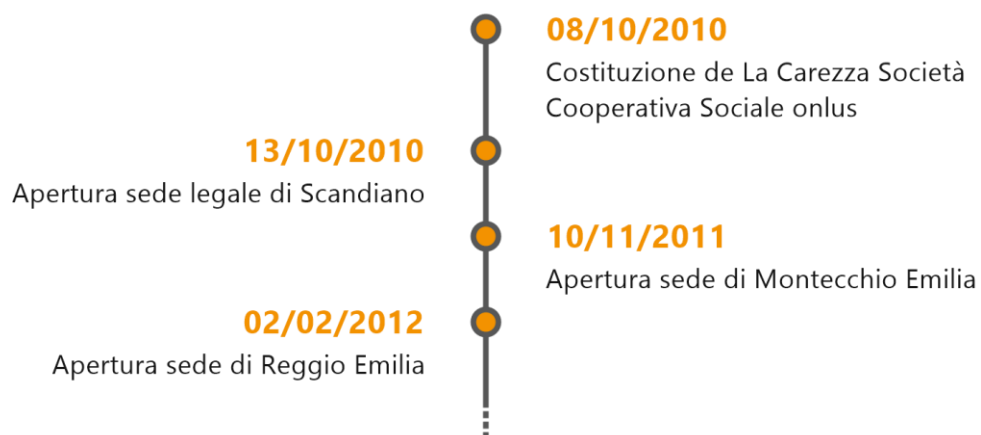 08/10/2010
Costituzione de La Carezza Società
Cooperativa Sociale onlus
13/10/2010
Apertura sede legale di Scandiano
10/11/2011
Apertura sede di Montecchio Emilia
02/02/2012
Apertura sede di Reggio Emilia